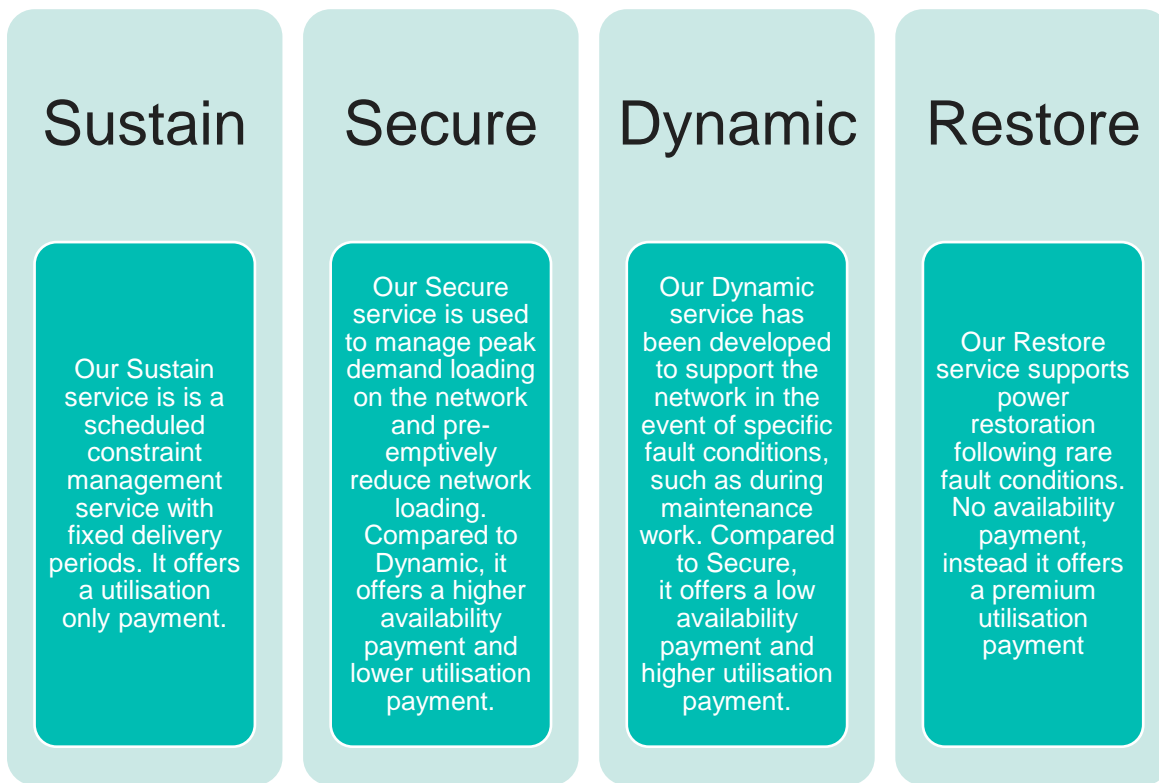 Sustain
Our Sustain
service is is a
scheduled
constraint
management
service with
fixed delivery
periods. It offers
a utilisation
only payment.
Secure
Our Secure
service is used
to manage peak
demand loading
on the network
and pre-
emptively
reduce network
loading.
Compared to
Dynamic, it
offers a higher
availability
payment and
lower utilisation
payment.
Dynamic
Our Dynamic
service has
been developed
to support the
network in the
event of specific
fault conditions,
such as during
maintenance
work. Compared
to Secure,
it offers a low
availability
payment and
higher utilisation
payment.
Restore
Our Restore
service supports
power
restoration
following rare
fault conditions.
No availability
payment,
instead it offers
a premium
utilisation
payment